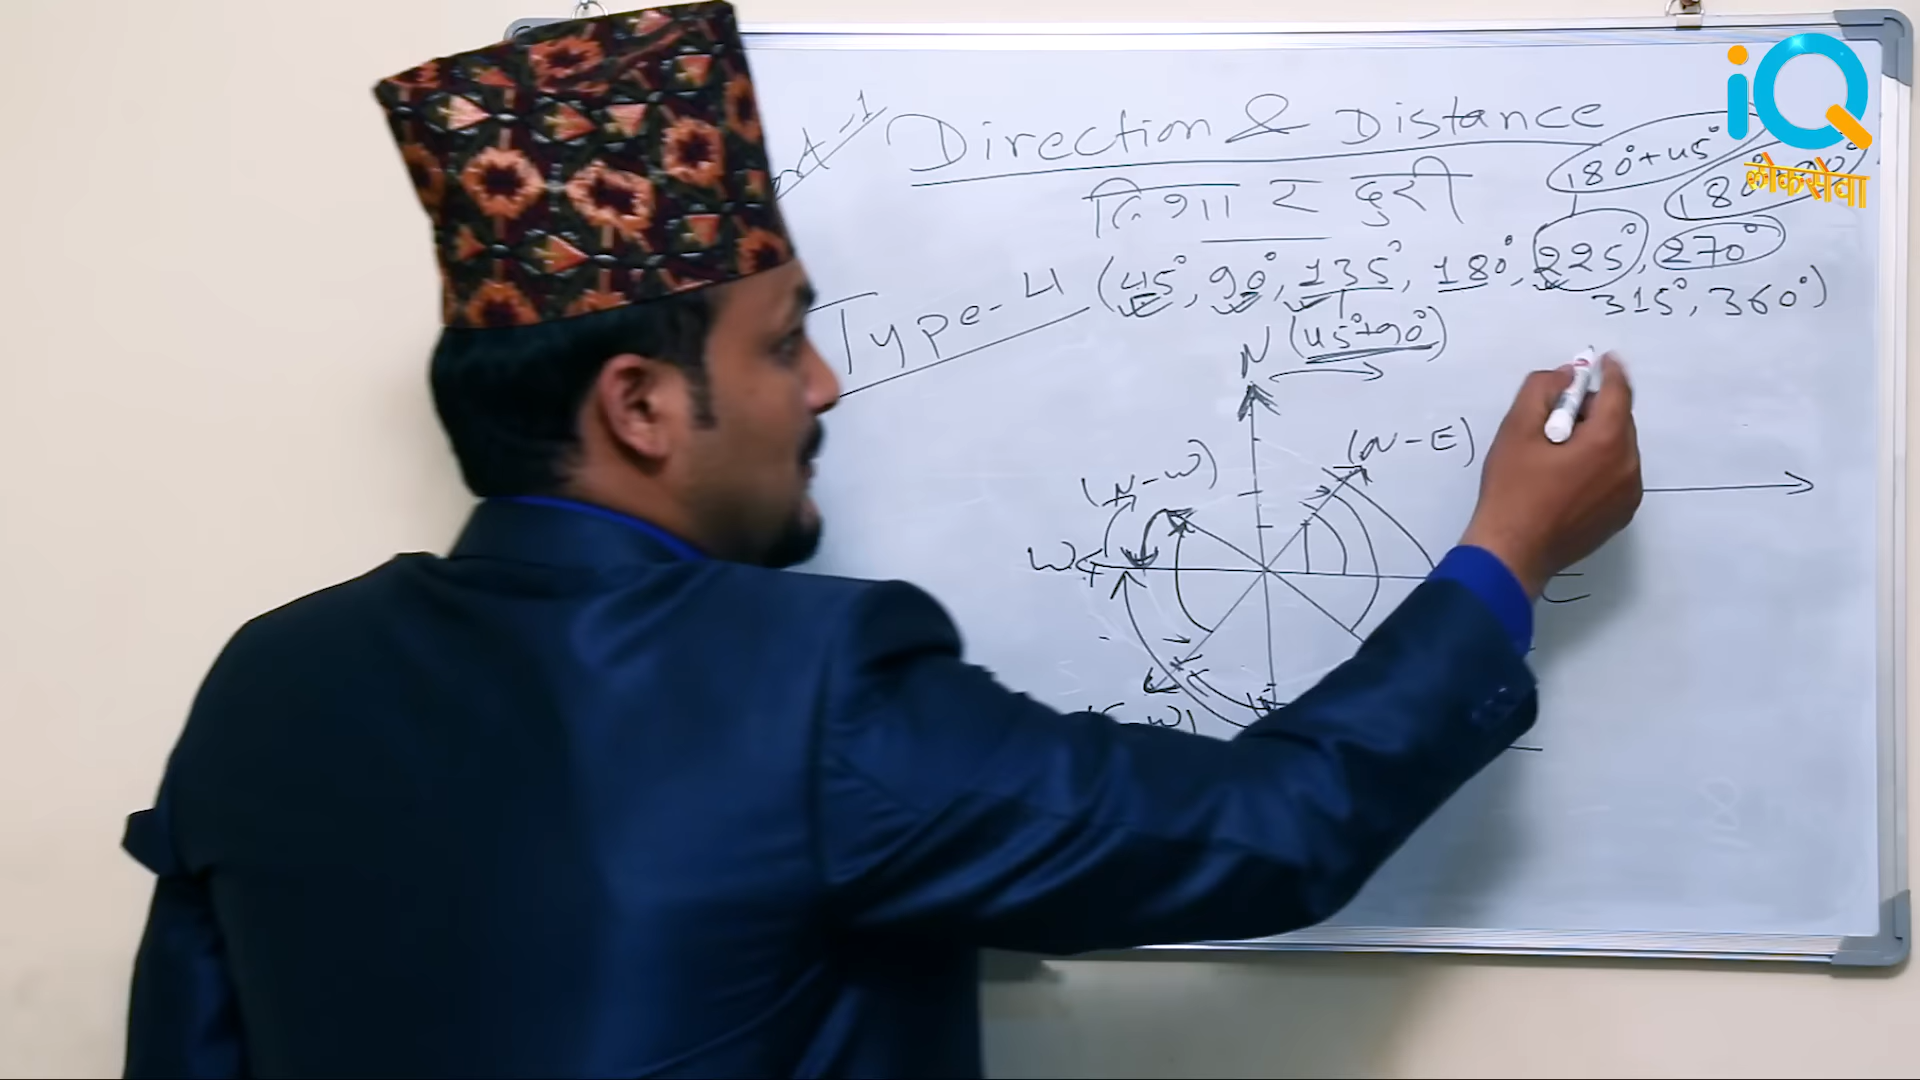 iQ
लोकसेवा
Direction & Distance
180°+45°
दिशा र दुरी
Type-4 (45°, 90°, 135°, 180°, 225°, 270°
315°, 360°)
N (45°+90°)
(N-W) (N-E)
W